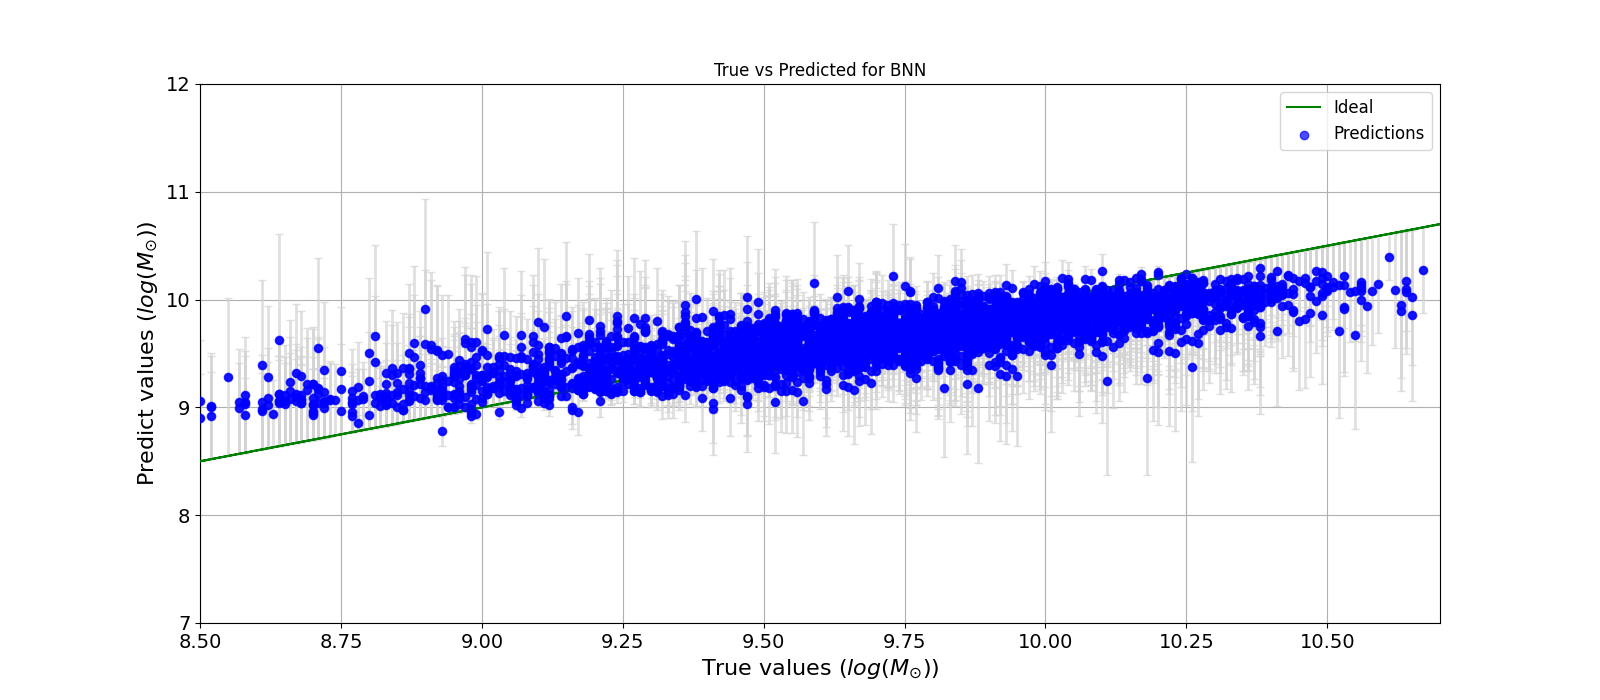 True vs Predicted for BNN
Ideal
Predictions
Predict values (log(M⊙))
12
11
10
9
8
7
8.50 8.75 9.00 9.25 9.50 9.75 10.00 10.25 10.50
True values (log(M⊙))